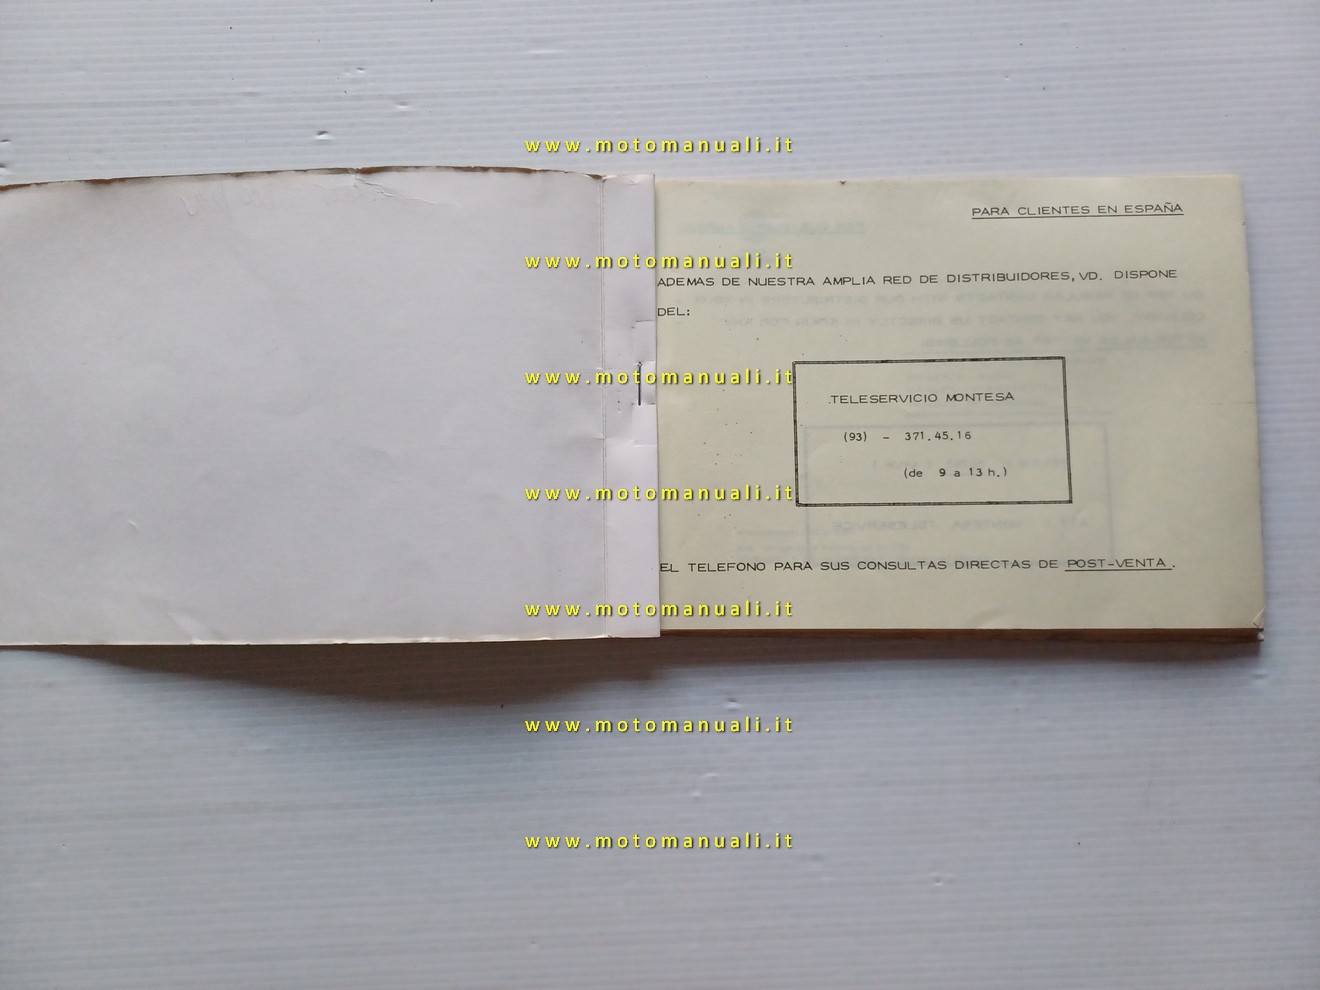 www.motomanuali.it
PARA CLIENTES EN ESPAÑA
www.motomanuali.it
ADEMAS DE NUESTRA AMPLIA RED DE DISTRIBUIDORES, VD. DISPONE
DEL:
www.motomanuali.it
TELESERVICIO MONTESA
(93) - 371.45.16
(de 9 a 13 h.)
www.motomanuali.it
EL TELEFONO PARA SUS CONSULTAS DIRECTAS DE POST-VENTA.
www.motomanuali.it
www.motomanuali.it
www.motomanuali.it